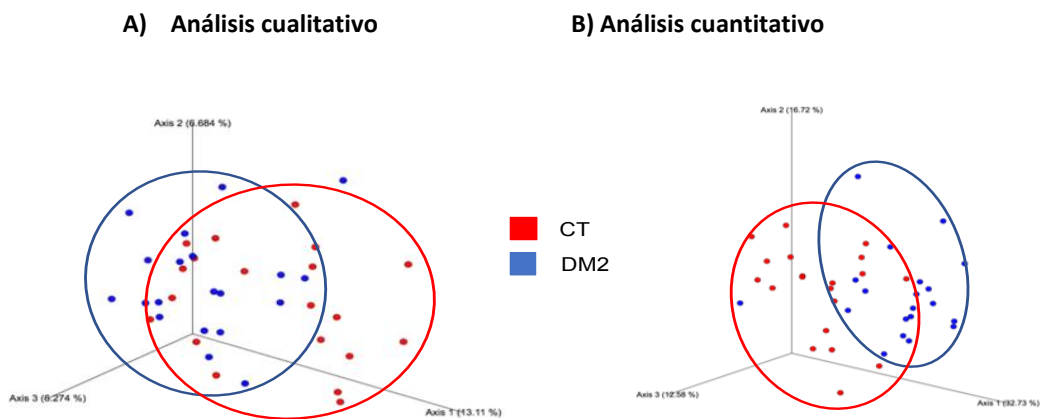 A) Análisis cualitativo
B) Análisis cuantitativo
Axis 2 (6.684 %)
Axis 3 (6.274 %)
Axis 1 (13.11 %)
CT
DM2
Axis 2 (16.72 %)
Axis 3 (12.58 %)
Axis 1 (32.73 %)